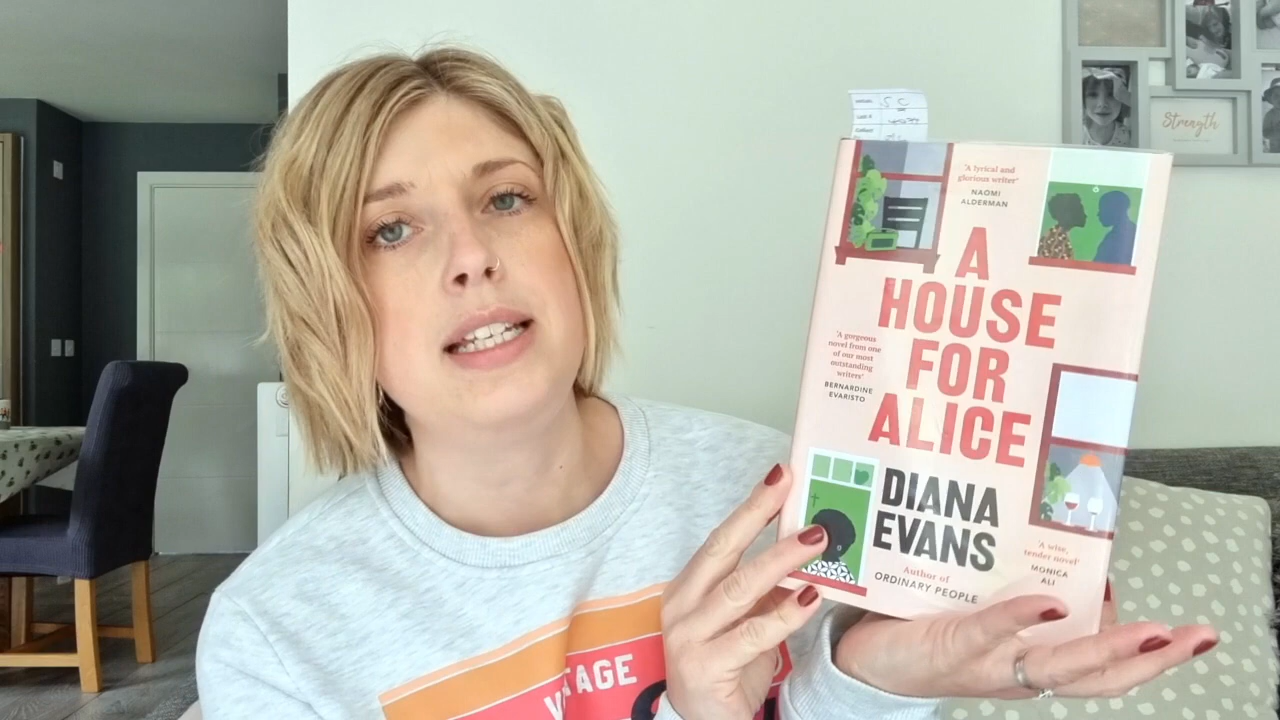 Strength
'A lyrical and
glorious writer'
NAOMI
ALDERMAN
A
HOUSE
FOR
ALICE
'A gorgeous
novel from one
of our most
outstanding
writers'
BERNARDINE
EVARISTO
DIANA
EVANS
Author of
ORDINARY PEOPLE
'A wise,
tender novel'
MONICA
ALI
TAGE